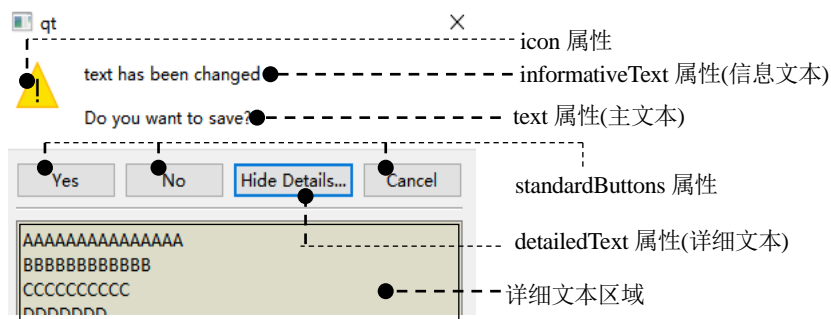 qt
icon 属性
text has been changed
informativeText 属性(信息文本)
Do you want to save?
text 属性(主文本)
Yes No Hide Details... Cancel
standardButtons 属性
detailedText 属性(详细文本)
AAAAAAAAAAAAAAA
BBBBBBBBBBBB
CCCCCCCCCC
详细文本区域
DDDDDDD